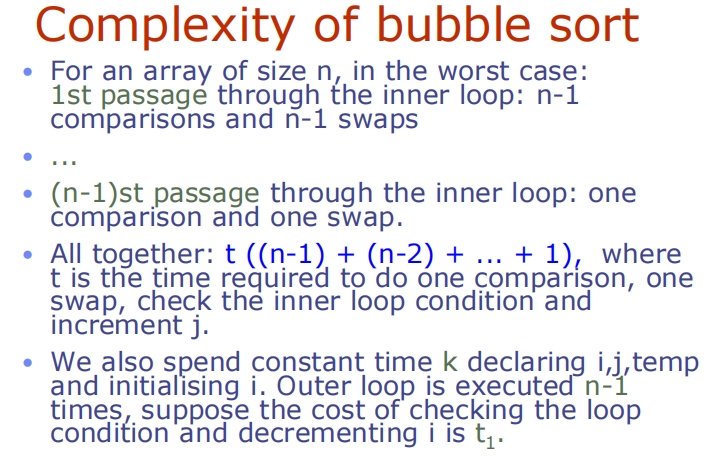 Complexity of bubble sort
• For an array of size n, in the worst case:
1st passage through the inner loop: n-1
comparisons and n-1 swaps
• ...
• (n-1)st passage through the inner loop: one
comparison and one swap.
• All together: t ((n-1) + (n-2) + ... + 1), where
t is the time required to do one comparison, one
swap, check the inner loop condition and
increment j.
• We also spend constant time k declaring i,j,temp
and initialising i. Outer loop is executed n-1
times, suppose the cost of checking the loop
condition and decrementing i is t₁.